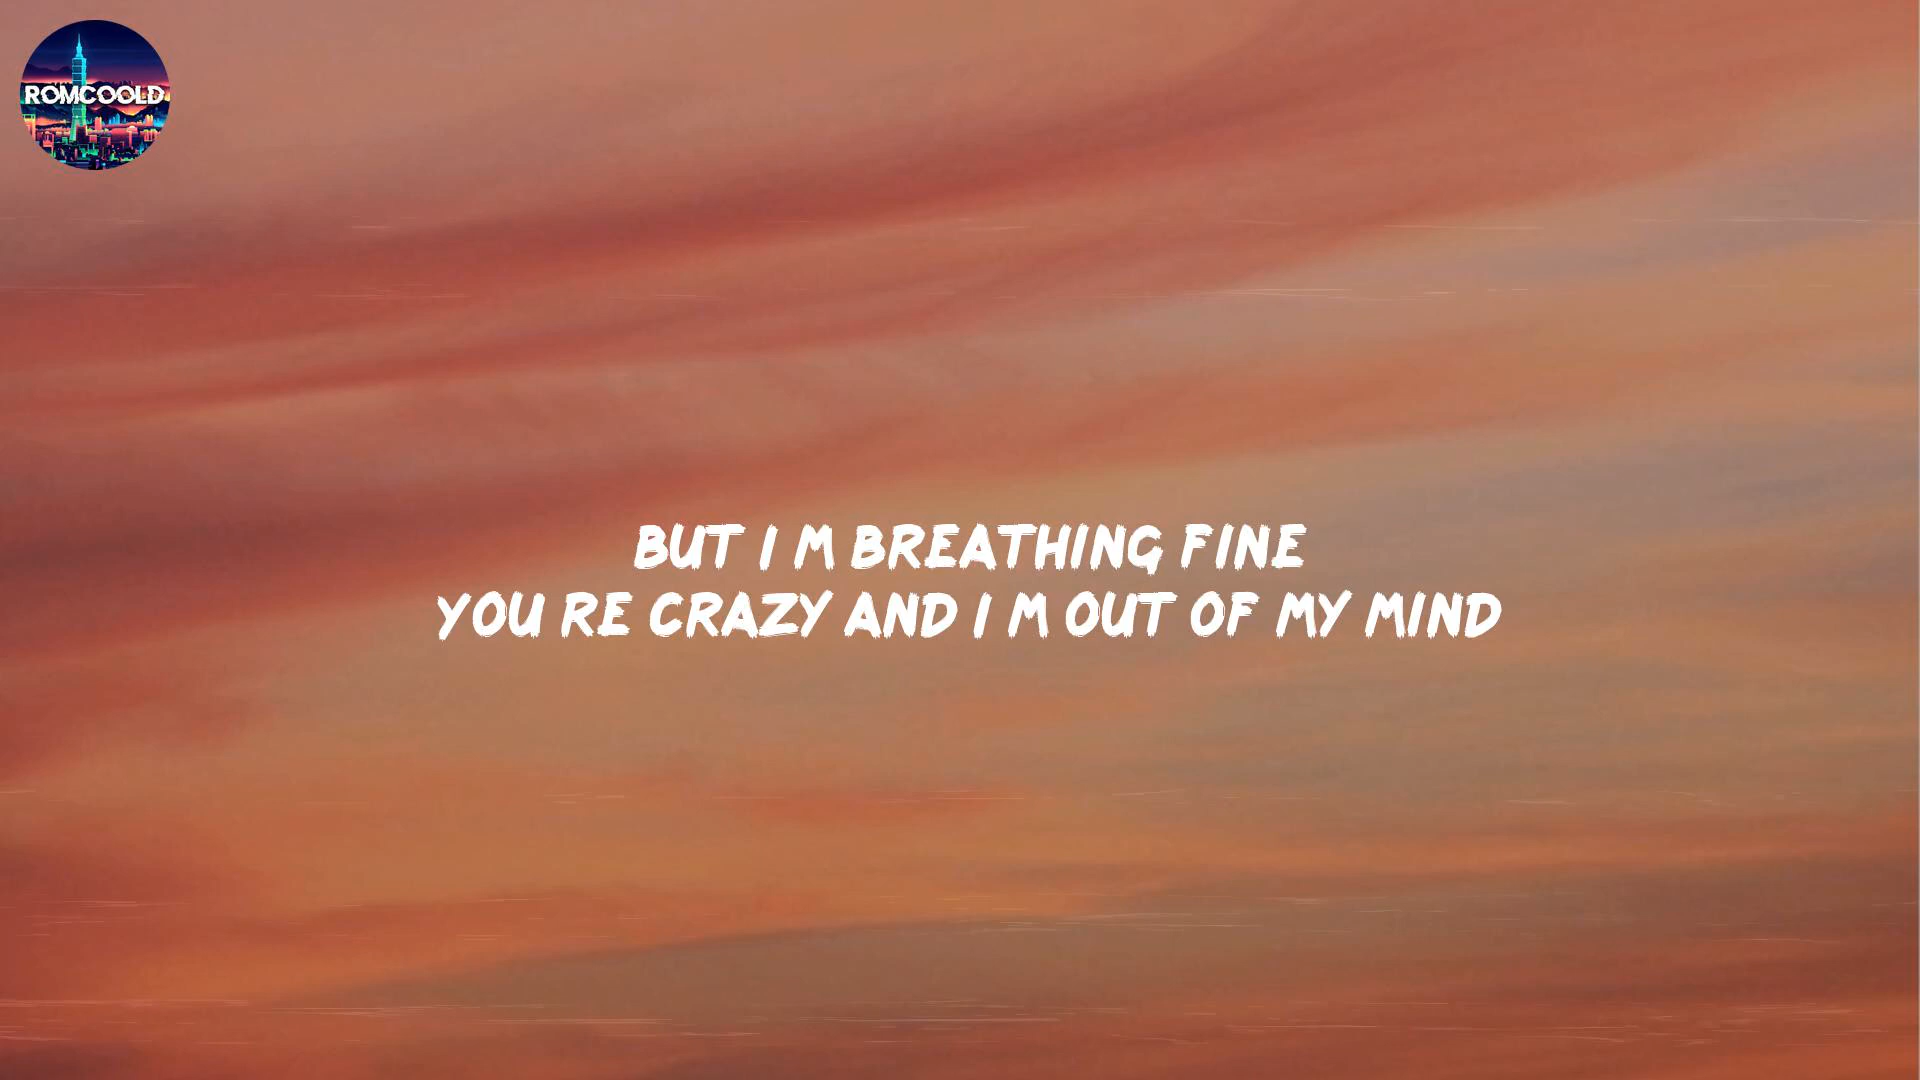 ROMCOOLD
BUT I M BREATHING FINE
YOU RE CRAZY AND I M OUT OF MY MIND